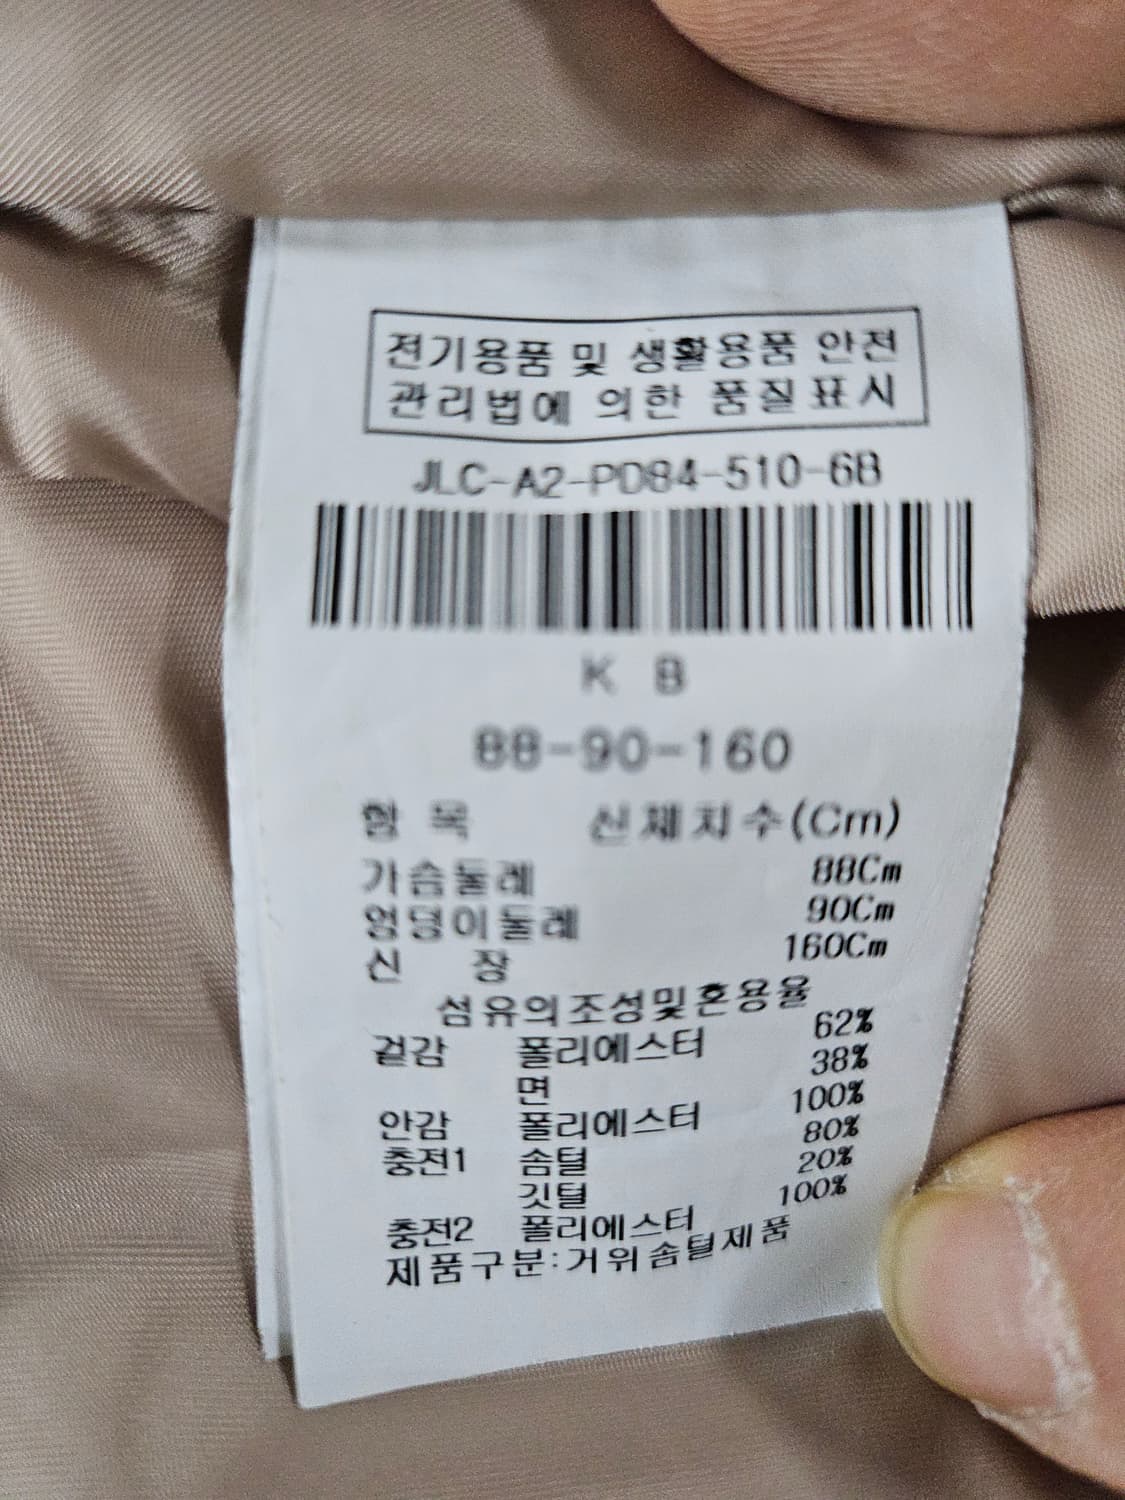 전기용품 및 생활용품 안전
관리법에 의한 품질표시
JLC-A2-PD84-510-6B
K B
88-90-160
항 목 신체치수(Cm)
가슴둘레 88Cm
엉덩이둘레 90Cm
신 장 160Cm
섬유의조성및혼용율
겉감 폴리에스터 62%
면 38%
안감 폴리에스터 100%
충전1 솜털 80%
깃털 20%
충전2 폴리에스터 100%
제품구분:거위솜털제품